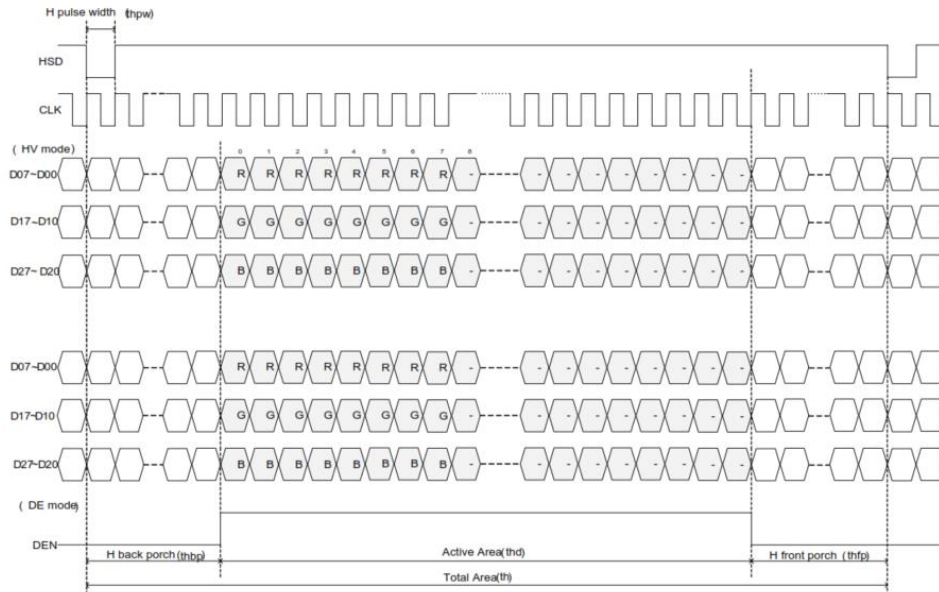 H pulse width (thpw)
HSD
CLK
( HV mode)
0 1 2 3 4 5 6 7 8
D07~D00 R R R R R R R R - - - - - - - - -
D17~D10 G G G G G G G G - - - - - - - - -
D27~ D20 B B B B B B B B - - - - - - - - -
D07~D00 R R R R R R R R - - - - - - - - -
D17~D10 G G G G G G G G - - - - - - - - -
D27~D20 B B B B B B B B - - - - - - - - -
( DE mode)
DEN
H back porch (thbp) Active Area(thd) H front porch (thfp)
Total Area(th)